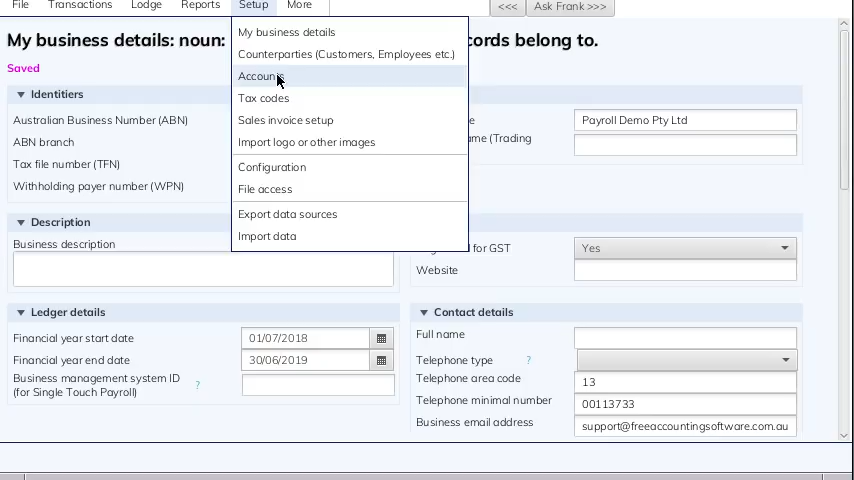 File Transactions Lodge Reports Setup More <<< Ask Frank >>>
My business details: noun: cords belong to.
Saved
My business details
Counterparties (Customers, Employees etc.)
Accounts
Tax codes
Sales invoice setup
Import logo or other images
Configuration
File access
Export data sources
Import data
Identiters
Australian Business Number (ABN)
ABN branch
Tax file number (TFN)
Withholding payer number (WPN)
Payroll Demo Pty Ltd
(Trading
Description
Business description
for GST Yes
Website
Ledger details
Financial year start date 01/07/2018
Financial year end date 30/06/2019
Business management system ID
(for Single Touch Payroll) ?
Contact details
Full name
Telephone type ?
Telephone area code 13
Telephone minimal number 00113733
Business email address support@freeaccountingsoftware.com.au